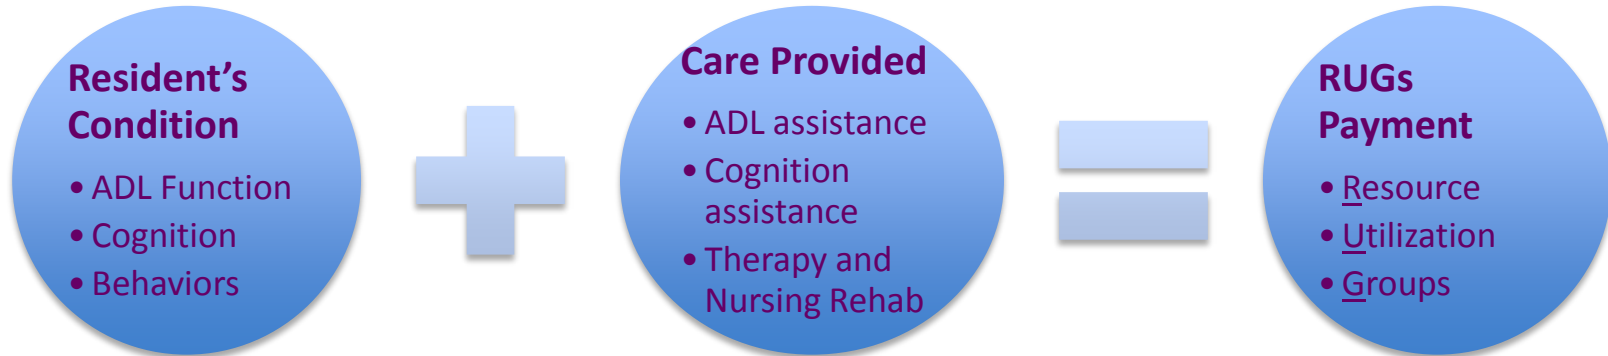 Resident’s
Condition
• ADL Function
• Cognition
• Behaviors
Care Provided
• ADL assistance
• Cognition
assistance
• Therapy and
Nursing Rehab
RUGs
Payment
• Resource
• Utilization
• Groups